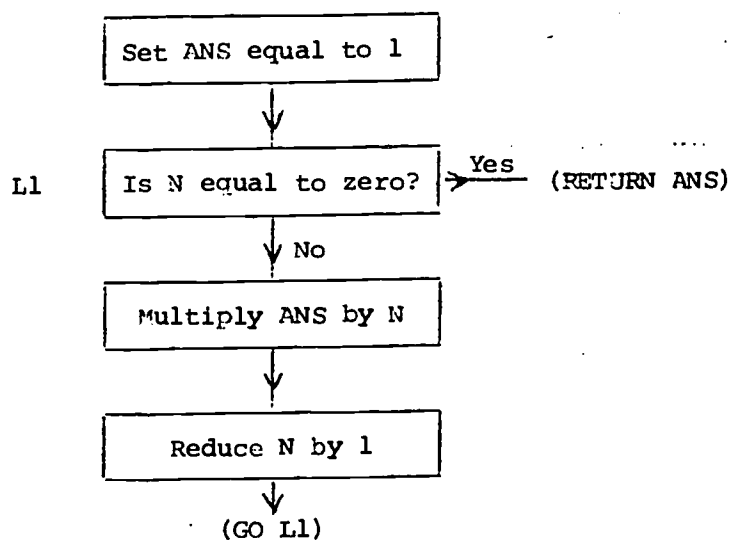 Set ANS equal to 1
L1 Is N equal to zero? Yes (RETURN ANS)
No
Multiply ANS by N
Reduce N by 1
(GO L1)